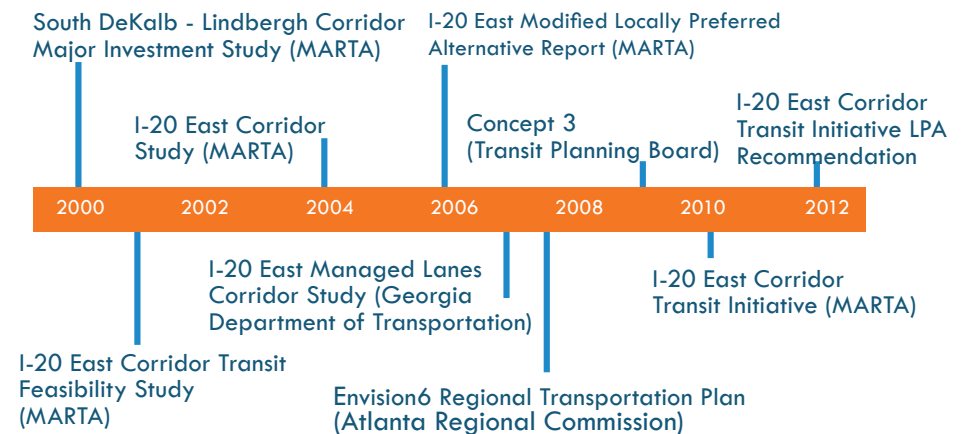 South DeKalb - Lindbergh Corridor
Major Investment Study (MARTA)
I-20 East Modified Locally Preferred
Alternative Report (MARTA)
I-20 East Corridor
Study (MARTA)
Concept 3
(Transit Planning Board)
I-20 East Corridor
Transit Initiative LPA
Recommendation
2000 2002 2004 2006 2008 2010 2012
I-20 East Managed Lanes
Corridor Study (Georgia
Department of Transportation)
I-20 East Corridor
Transit Initiative (MARTA)
I-20 East Corridor Transit
Feasibility Study
(MARTA)
Envision6 Regional Transportation Plan
(Atlanta Regional Commission)